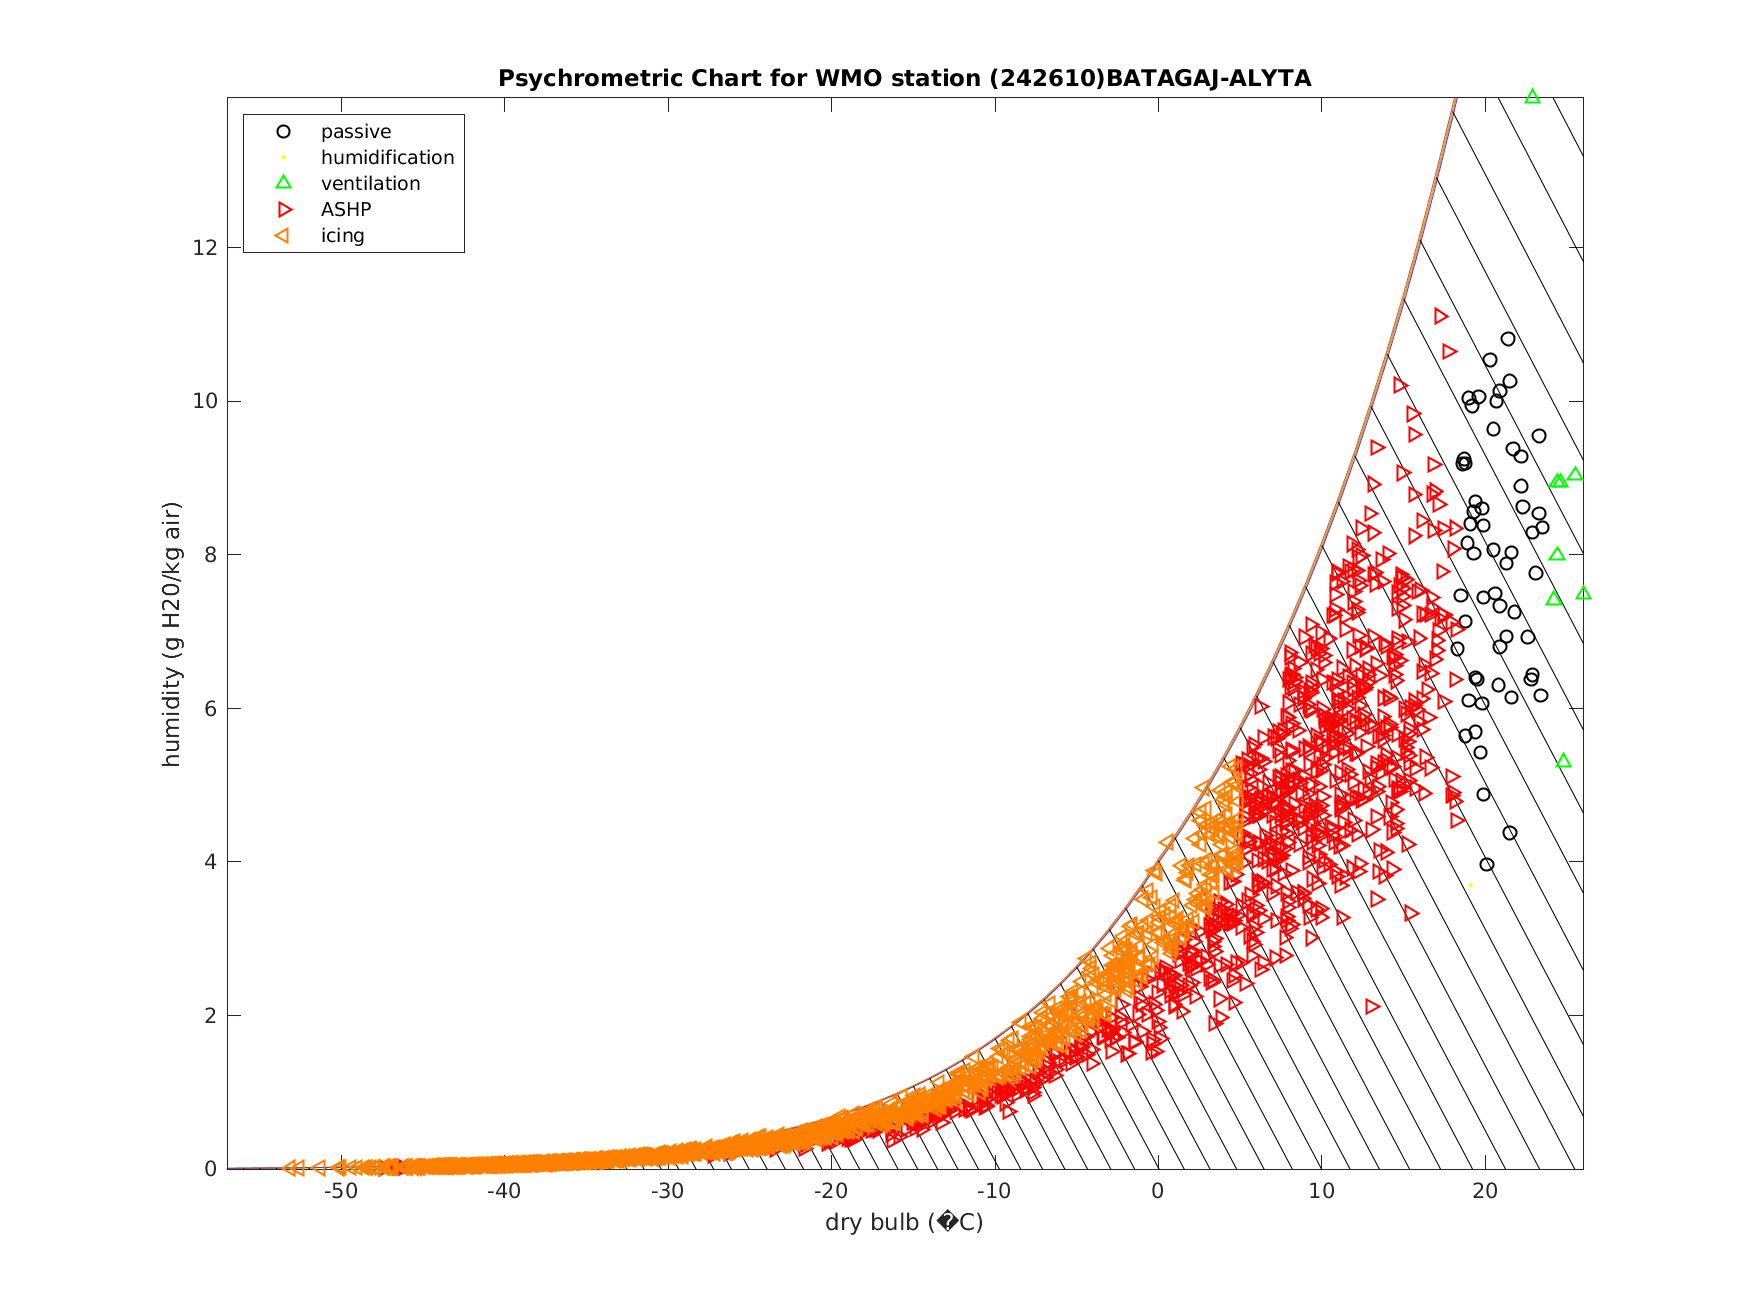 Psychrometric Chart for WMO station (242610)BATAGAJ-ALYTA
passive
humidification
ventilation
ASHP
icing
humidity (g H20/kg air)
12
10
8
6
4
2
0
-50 -40 -30 -20 -10 0 10 20
dry bulb (�C)